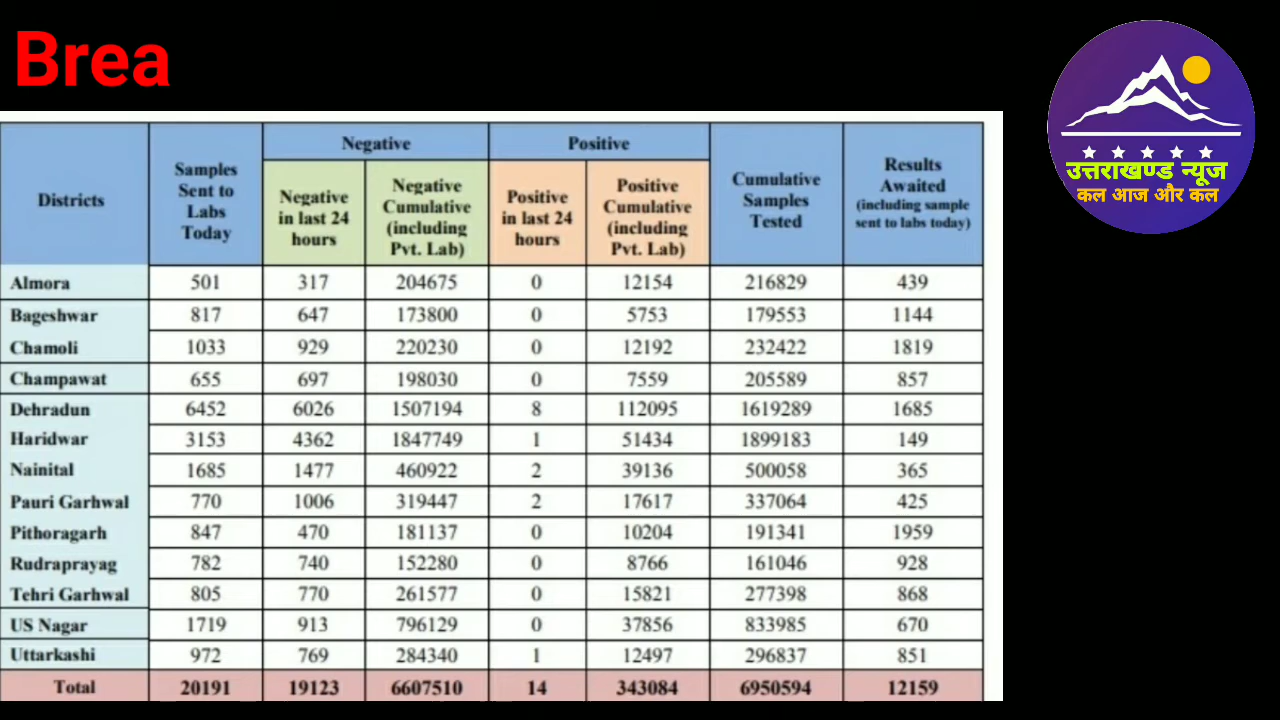 Brea
उत्तराखण्ड न्यूज
कल आज और कल
Districts
Samples
Sent to
Labs
Today
Negative
Negative
in last 24
hours
Negative
Cumulative
(including
Pvt. Lab)
Positive
Positive
in last 24
hours
Positive
Cumulative
(including
Pvt. Lab)
Cumulative
Samples
Tested
Results
Awaited
(including sample
sent to labs today)
Almora 501 317 204675 0 12154 216829 439
Bageshwar 817 647 173800 0 5753 179553 1144
Chamoli 1033 929 220230 0 12192 232422 1819
Champawat 655 697 198030 0 7559 205589 857
Dehradun 6452 6026 1507194 8 112095 1619289 1685
Haridwar 3153 4362 1847749 1 51434 1899183 149
Nainital 1685 1477 460922 2 39136 500058 365
Pauri Garhwal 770 1006 319447 2 17617 337064 425
Pithoragarh 847 470 181137 0 10204 191341 1959
Rudraprayag 782 740 152280 0 8766 161046 928
Tehri Garhwal 805 770 261577 0 15821 277398 868
US Nagar 1719 913 796129 0 37856 833985 670
Uttarkashi 972 769 284340 1 12497 296837 851
Total 20191 19123 6607510 14 343084 6950594 12159